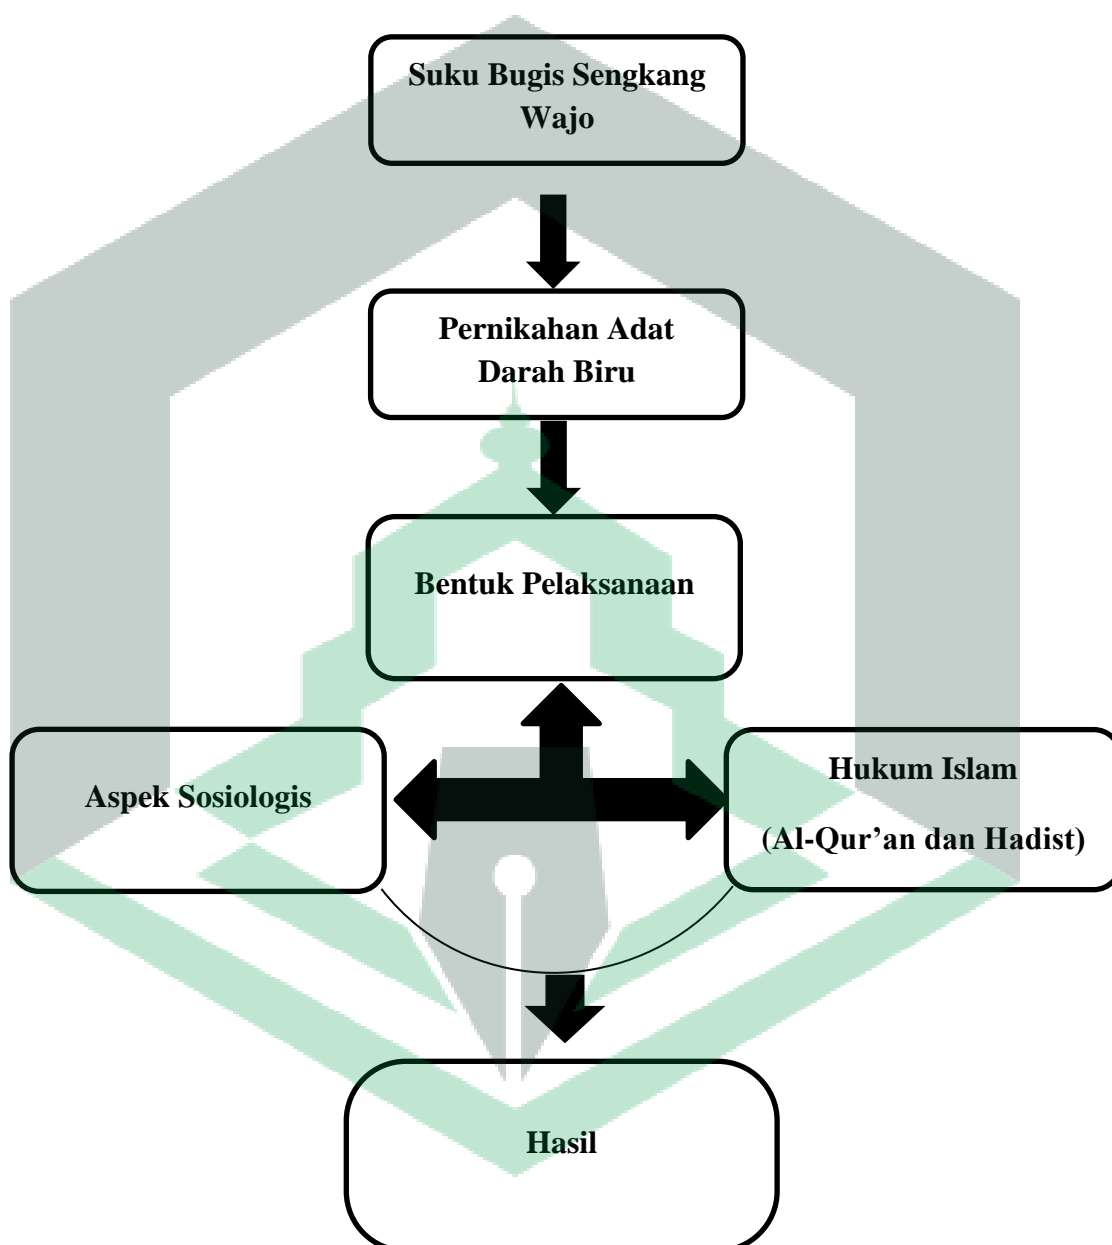 Suku Bugis Sengkang
Wajo
Pernikahan Adat
Darah Biru
Bentuk Pelaksanaan
Aspek Sosiologis
Hukum Islam
(Al-Qur’an dan Hadist)
Hasil